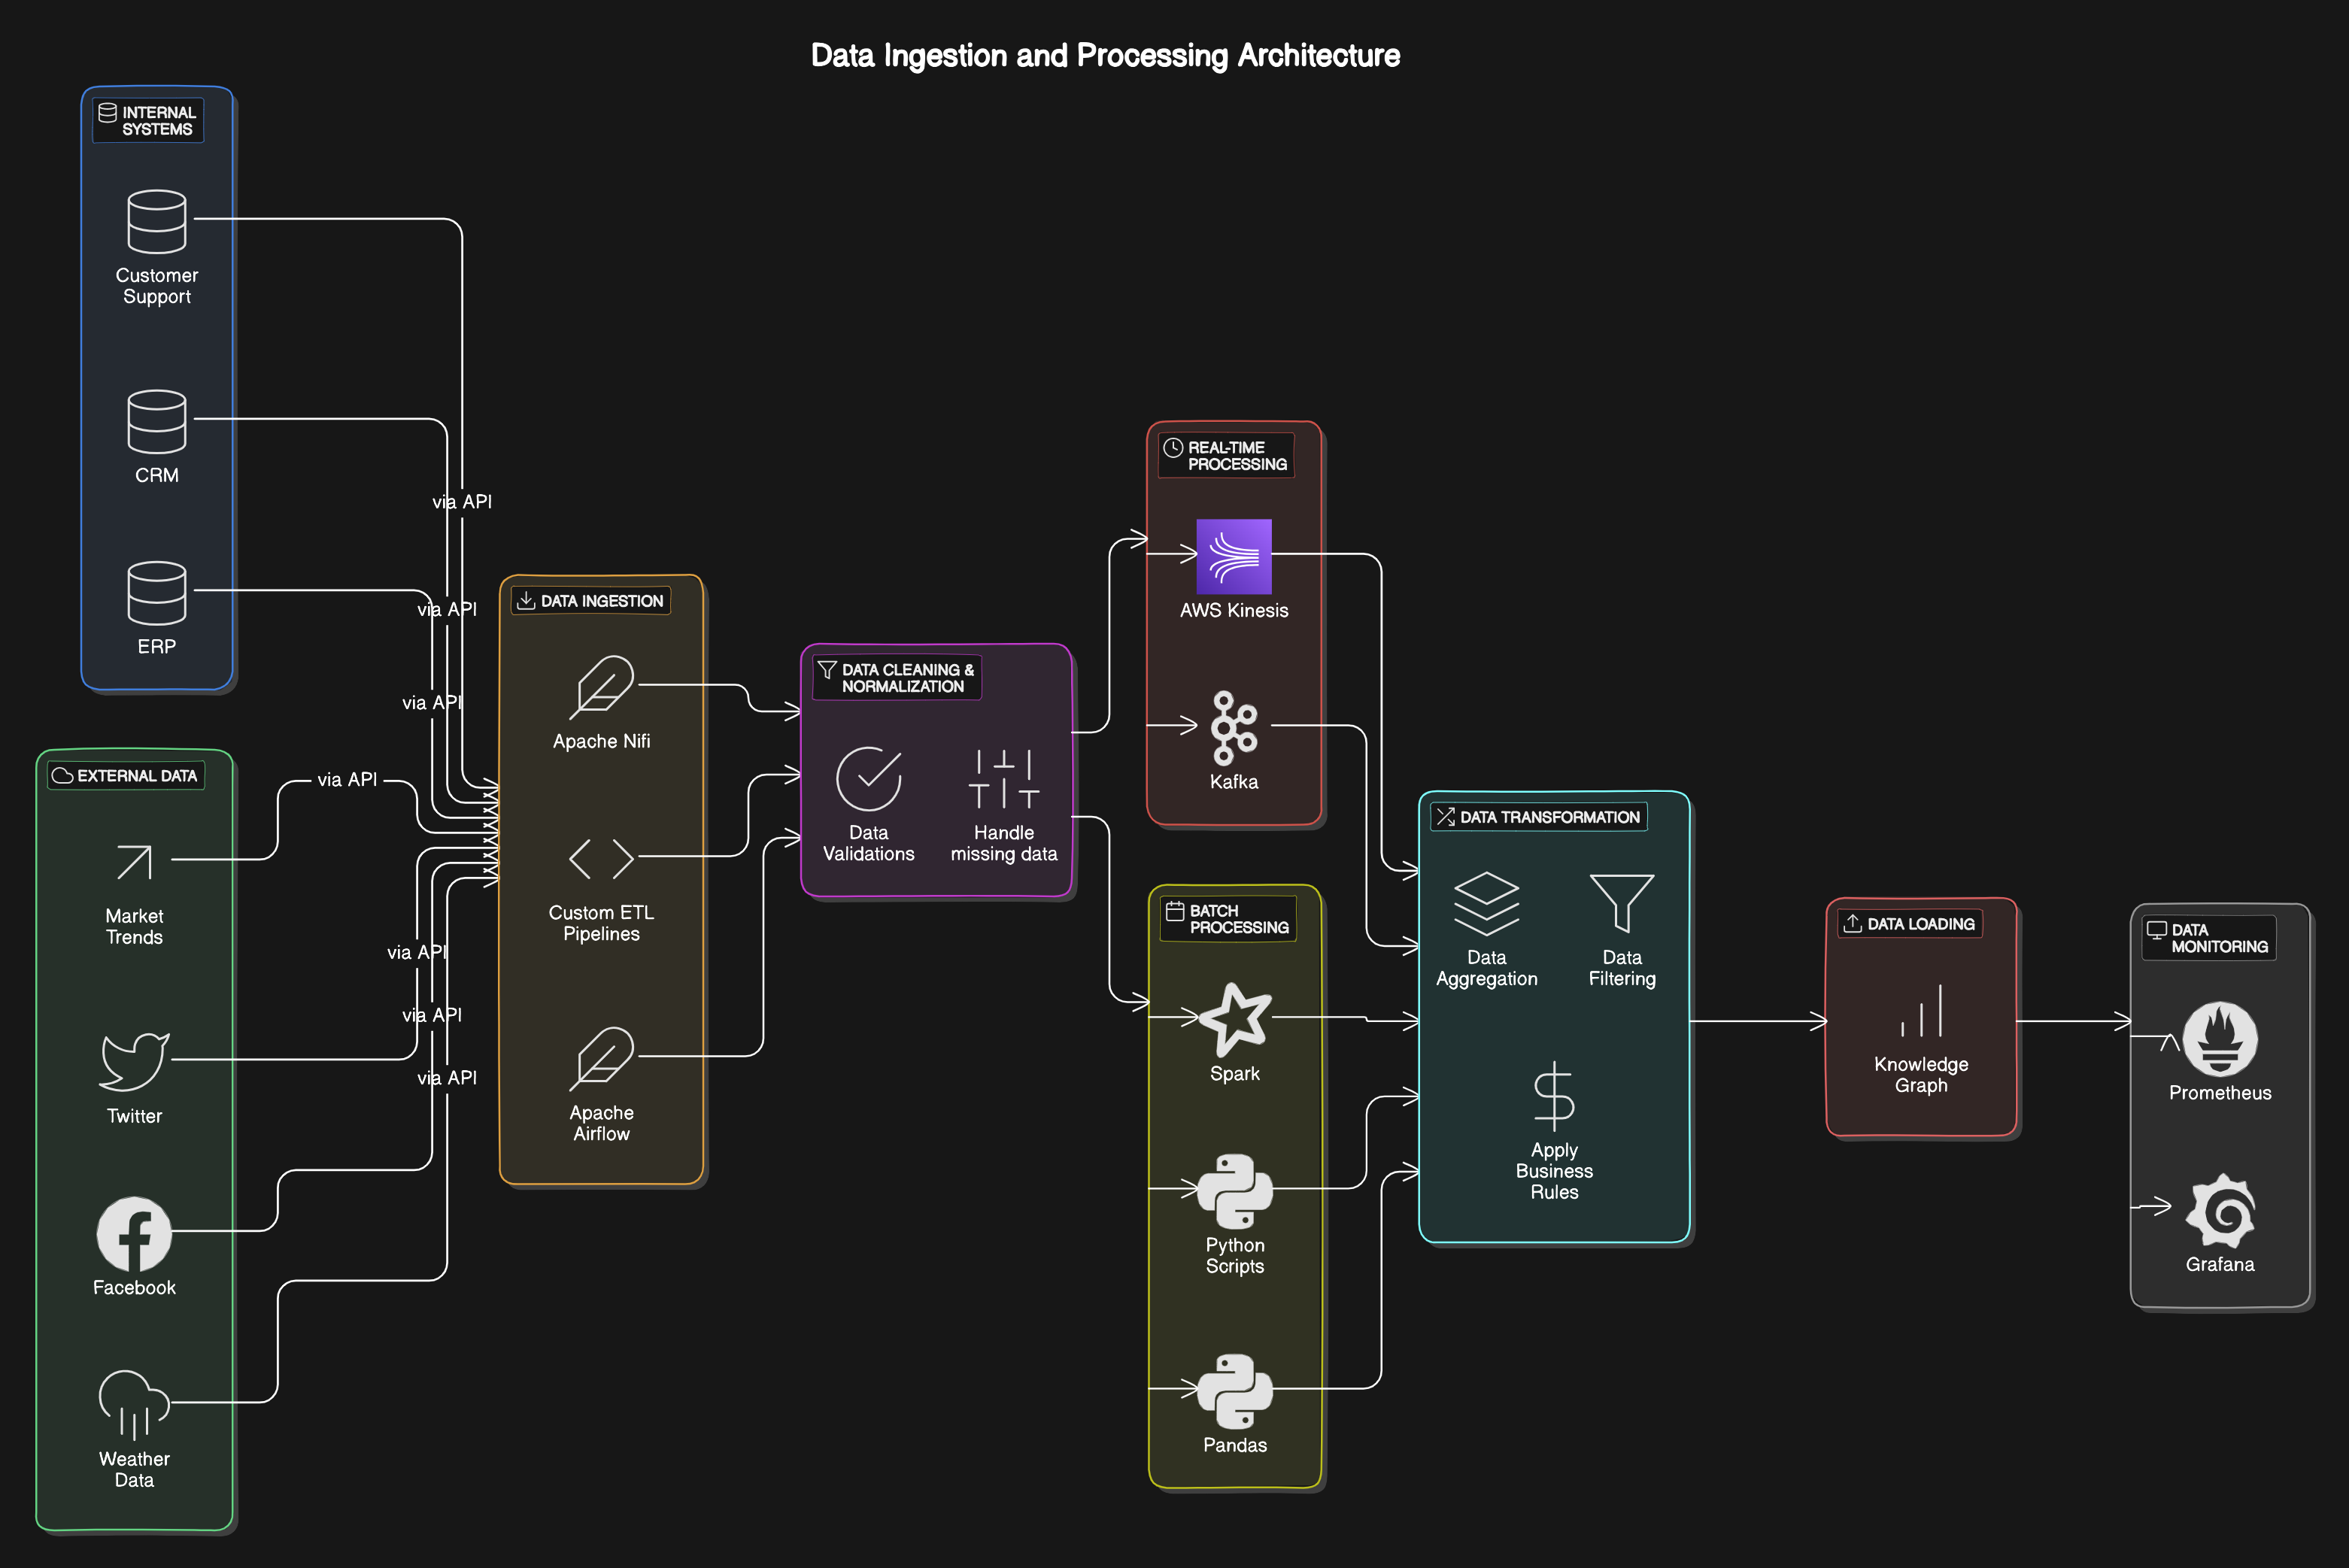 Data Ingestion and Processing Architecture
INTERNAL
SYSTEMS
Customer
Support
CRM
ERP
EXTERNAL DATA
Market
Trends
Twitter
Facebook
Weather
Data
via API
via API
via API
via API
via API
via API
via API
DATA INGESTION
Apache Nifi
Custom ETL
Pipelines
Apache
Airflow
DATA CLEANING &
NORMALIZATION
Data
Validations
Handle
missing data
REAL-TIME
PROCESSING
AWS Kinesis
Kafka
BATCH
PROCESSING
Spark
Python
Scripts
Pandas
DATA TRANSFORMATION
Data
Aggregation
Data
Filtering
Apply
Business
Rules
DATA LOADING
Knowledge
Graph
DATA
MONITORING
Prometheus
Grafana